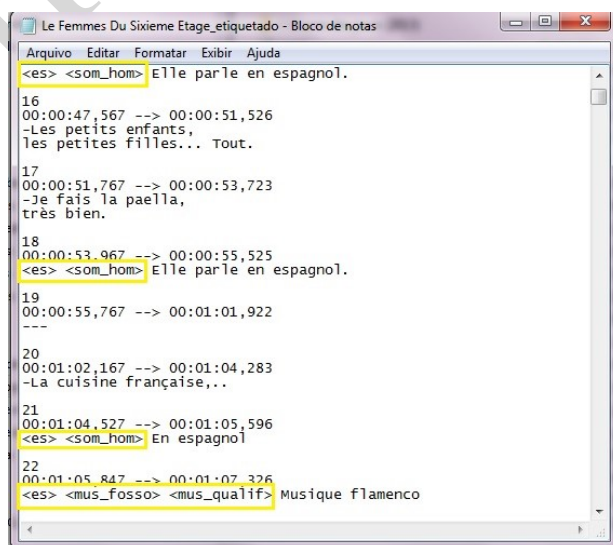 Le Femmes Du Sixieme Etage_etiquetado - Bloco de notas
Arquivo Editar Formatar Exibir Ajuda
<es> <som_hom> Elle parle en espagnol.
16
00:00:47,567 --> 00:00:51,526
-Les petits enfants,
les petites filles... Tout.
17
00:00:51,767 --> 00:00:53,723
-Je fais la paella,
très bien.
18
00:00:53,967 --> 00:00:55,525
<es> <som_hom> Elle parle en espagnol.
19
00:00:55,767 --> 00:01:01,922
---
20
00:01:02,167 --> 00:01:04,283
-La cuisine française,..
21
00:01:04,527 --> 00:01:05,596
<es> <som_hom> En espagnol
22
00:01:05,847 --> 00:01:07,326
<es> <mus_fosso> <mus_qualif> Musique flamenco